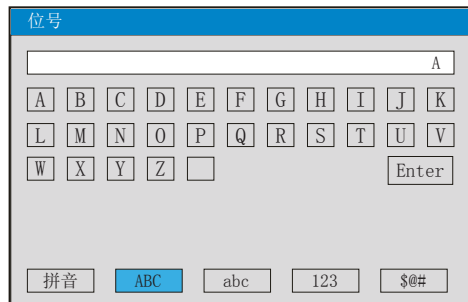 位号
A
A B C D E F G H I J K
L M N O P Q R S T U V
W X Y Z Enter
拼音 ABC abc 123 $@#